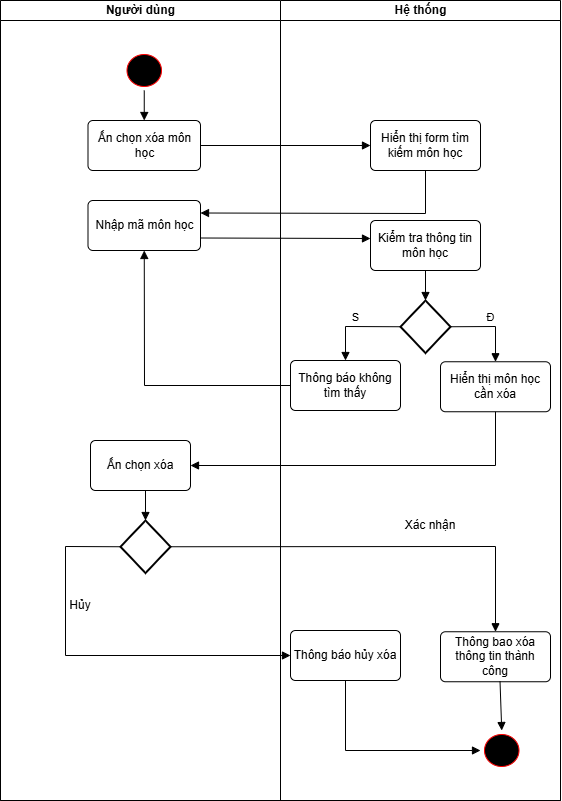 Người dùng
Hệ thống
Ấn chọn xóa môn
học
Hiển thị form tìm
kiếm môn học
Nhập mã môn học
Kiểm tra thông tin
môn học
S
Đ
Thông báo không
tìm thấy
Hiển thị môn học
cần xóa
Ấn chọn xóa
Xác nhận
Hủy
Thông báo hủy xóa
Thông bao xóa
thông tin thành
công